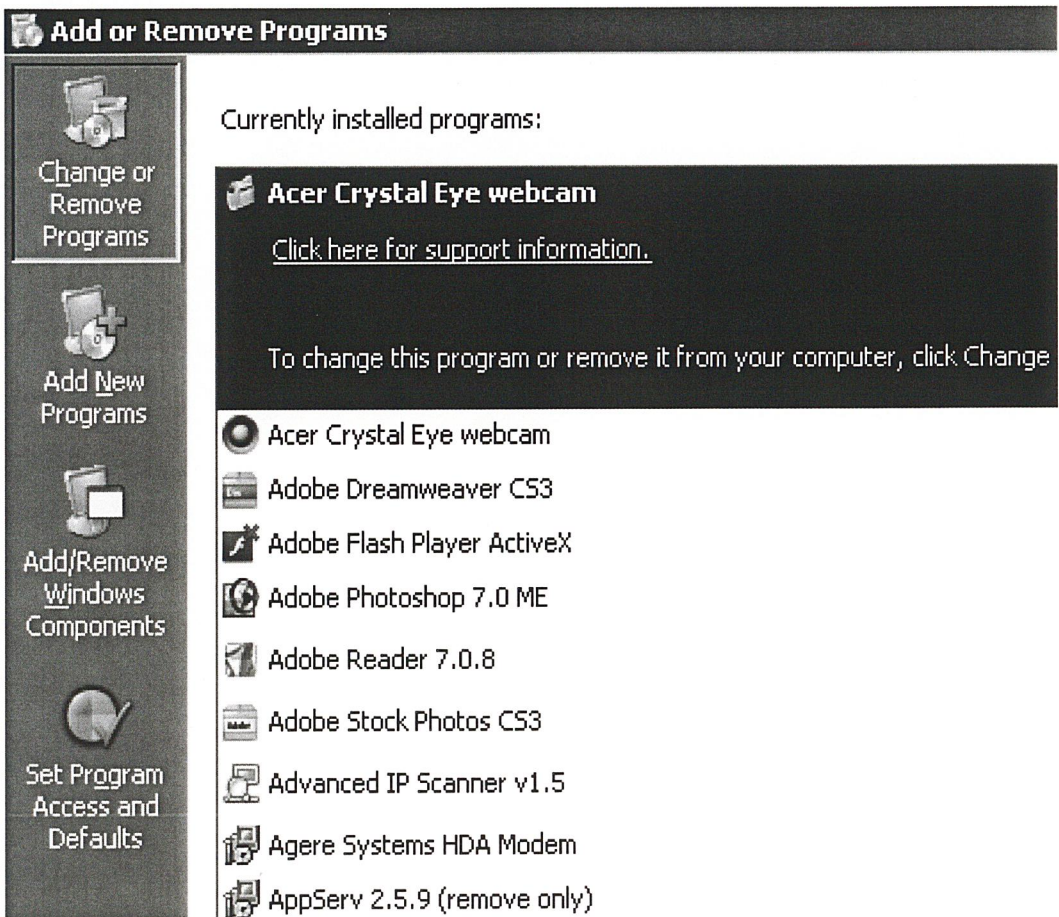 Add or Remove Programs
Change or
Remove
Programs
Add New
Programs
Add/Remove
Windows
Components
Set Program
Access and
Defaults
Currently installed programs:
Acer Crystal Eye webcam
Click here for support information.
To change this program or remove it from your computer, click Change
Acer Crystal Eye webcam
Adobe Dreamweaver CS3
Adobe Flash Player ActiveX
Adobe Photoshop 7.0 ME
Adobe Reader 7.0.8
Adobe Stock Photos CS3
Advanced IP Scanner v1.5
Agere Systems HDA Modem
AppServ 2.5.9 (remove only)